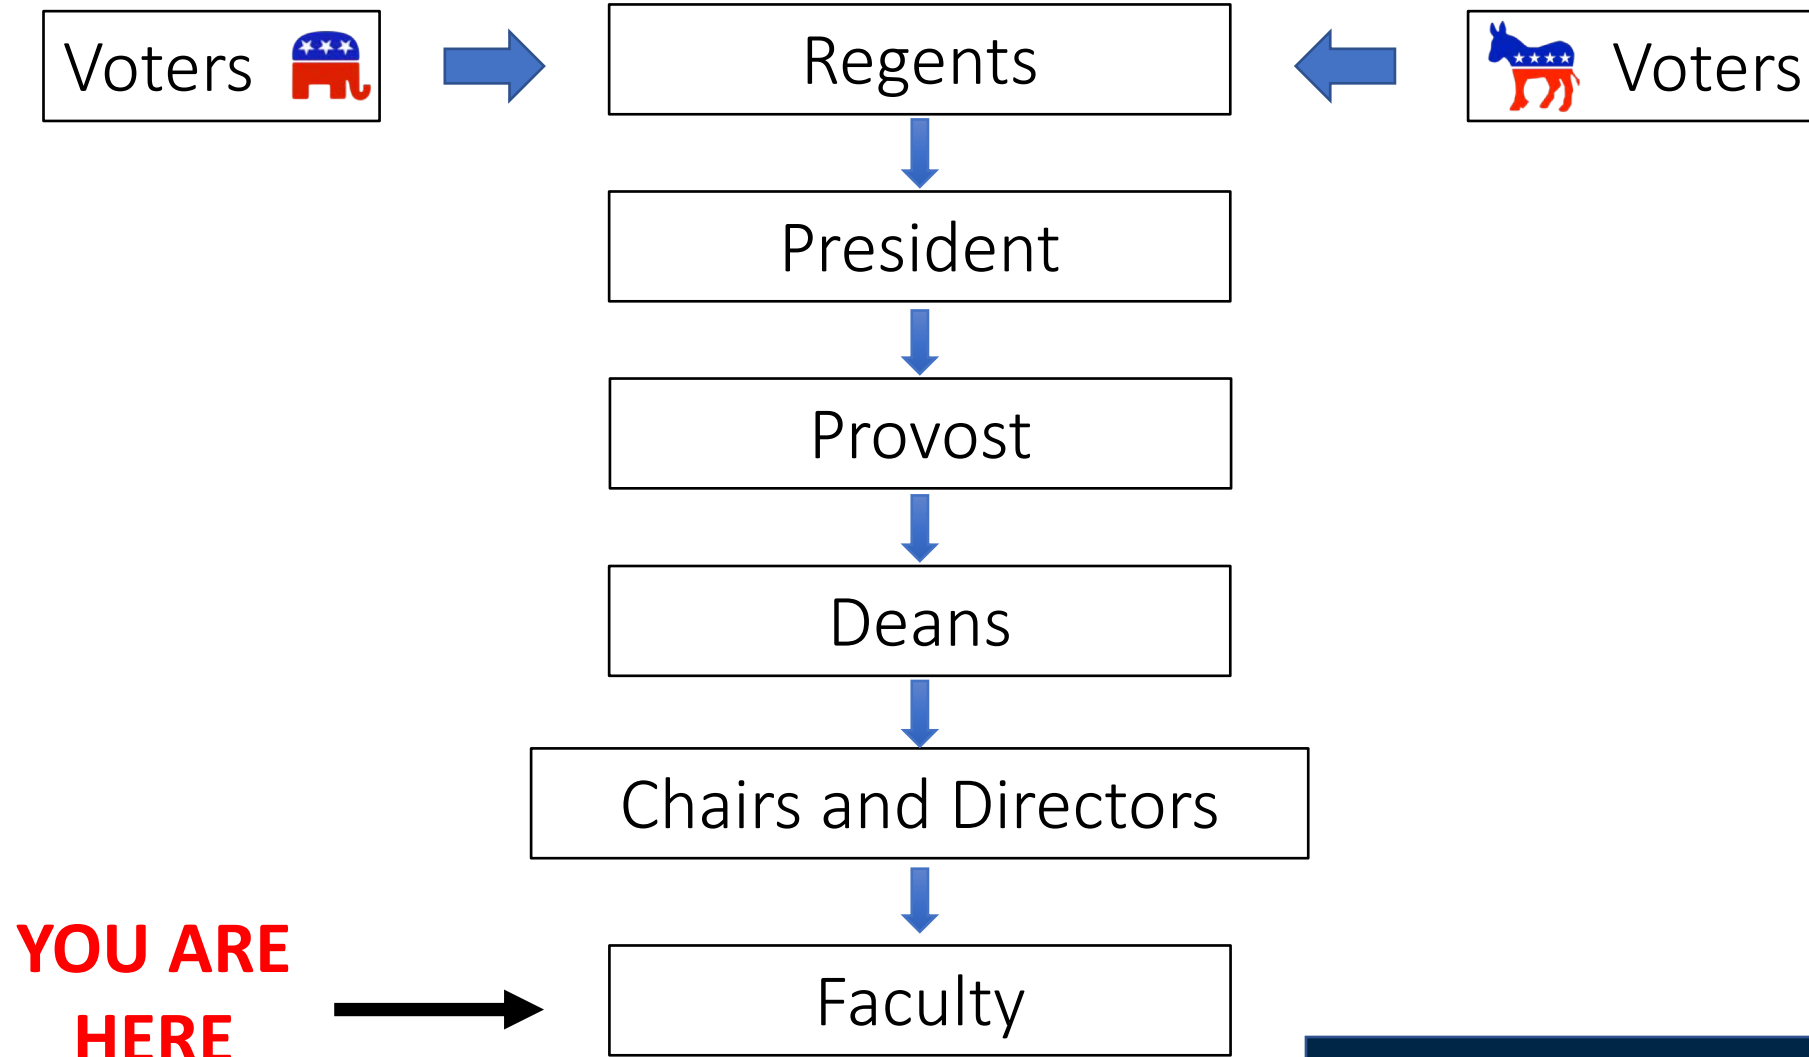 Voters
Regents
Voters
President
Provost
Deans
Chairs and Directors
YOU ARE
HERE
Faculty